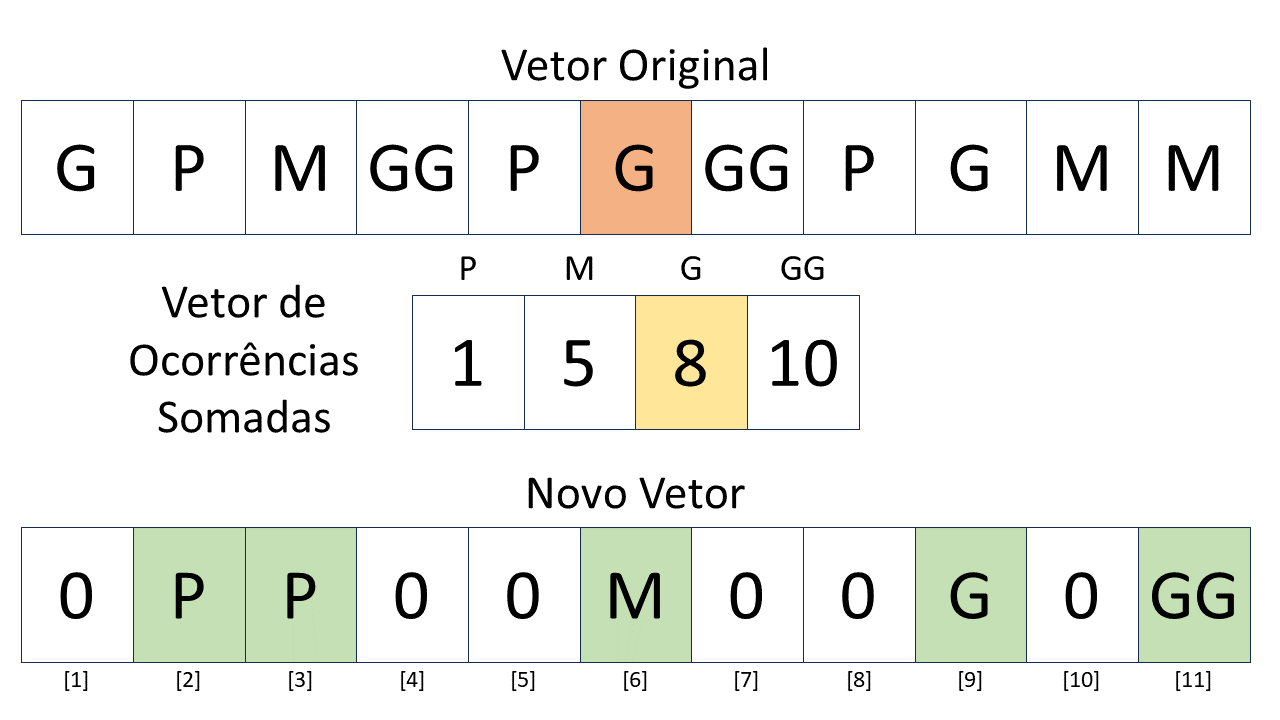 Vetor Original
G P M GG P G GG P G M M
P M G GG
Vetor de
Ocorrências
Somadas
1 5 8 10
Novo Vetor
0 P P 0 0 M 0 0 G 0 GG
[1] [2] [3] [4] [5] [6] [7] [8] [9] [10] [11]